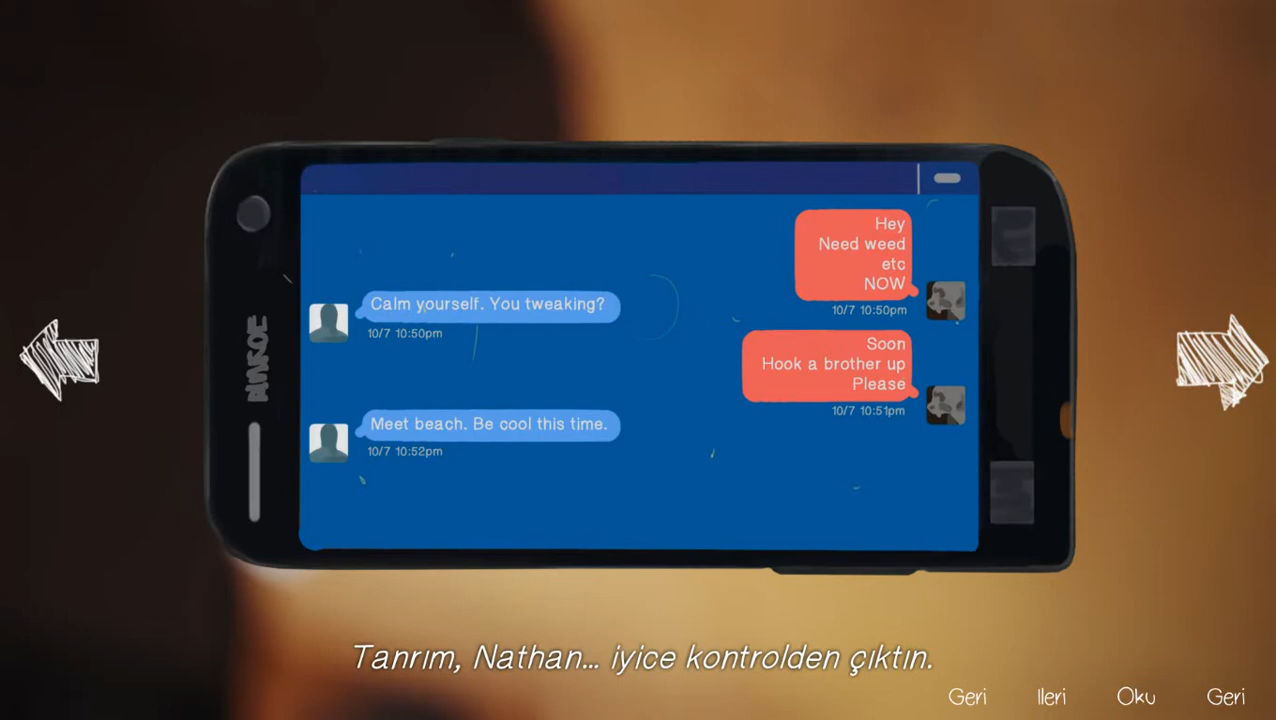 Hey
Need weed
etc
NOW
10/7 10:50pm
Calm yourself. You tweaking?
10/7 10:50pm
Soon
Hook a brother up
Please
10/7 10:51pm
Meet beach. Be cool this time.
10/7 10:52pm
Tanrım, Nathan... iyice kontrolden çıktın.
Geri Ileri Oku Geri